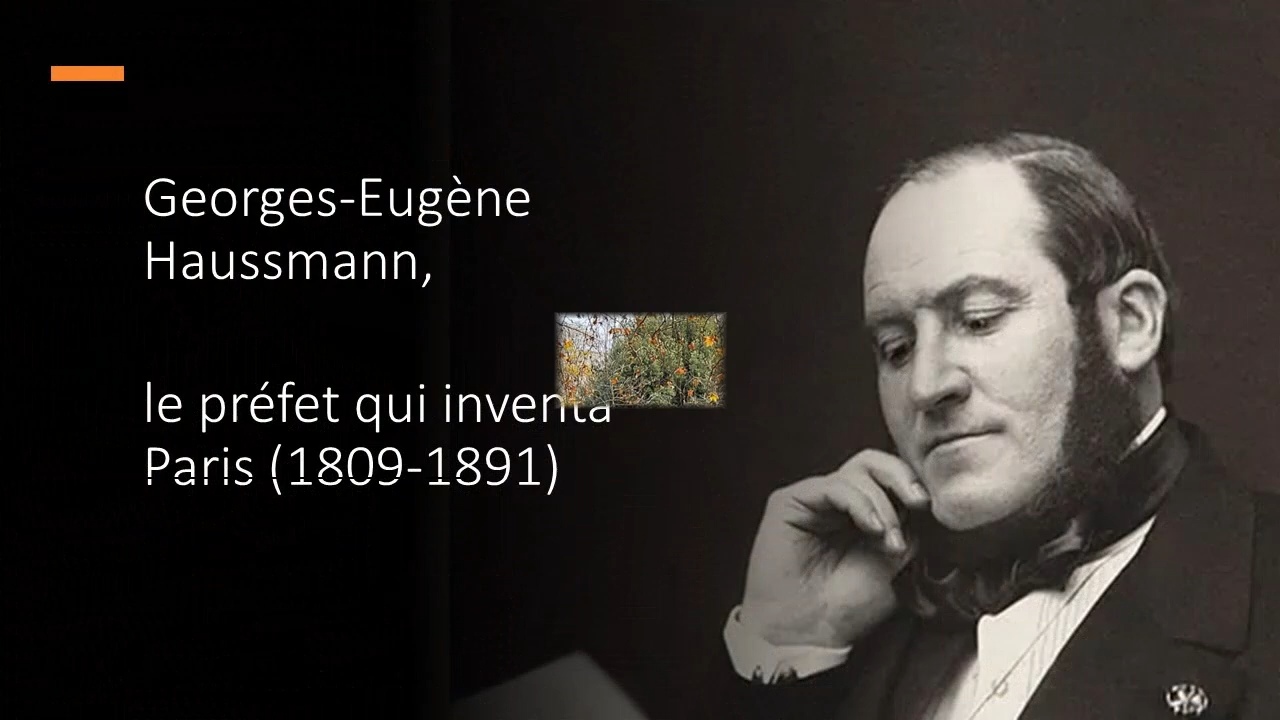 Georges-Eugène
Haussmann,
le préfet qui inventa
Paris (1809-1891)